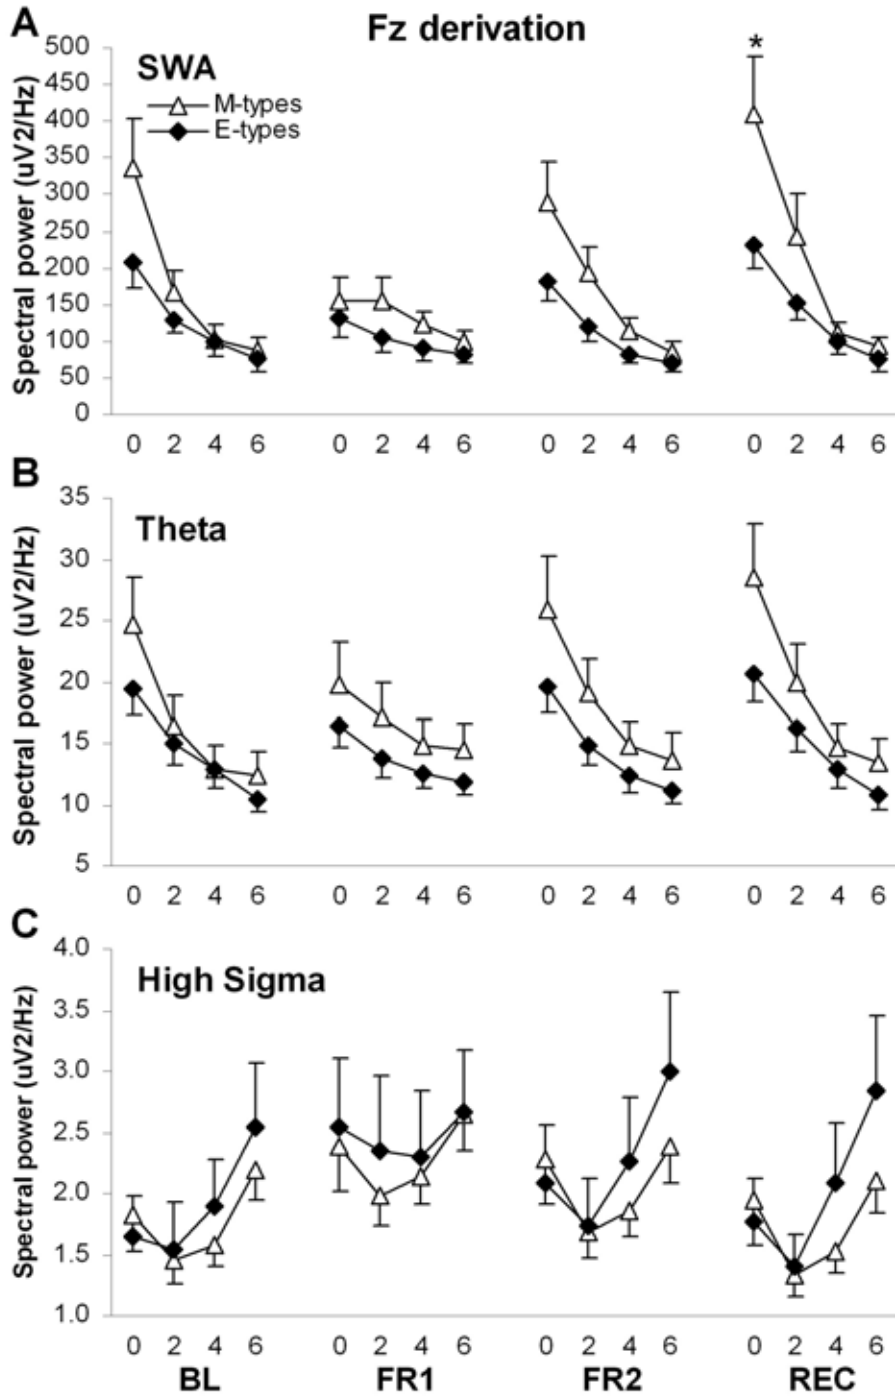 A
Fz derivation
SWA
M-types
E-types
*
Spectral power (uV2/Hz)
500
450
400
350
300
250
200
150
100
50
0
0 2 4 6 0 2 4 6 0 2 4 6 0 2 4 6
B
Theta
Spectral power (uV2/Hz)
35
30
25
20
15
10
5
0 2 4 6 0 2 4 6 0 2 4 6 0 2 4 6
C
High Sigma
Spectral power (uV2/Hz)
4.0
3.5
3.0
2.5
2.0
1.5
1.0
0 2 4 6 0 2 4 6 0 2 4 6 0 2 4 6
BL FR1 FR2 REC